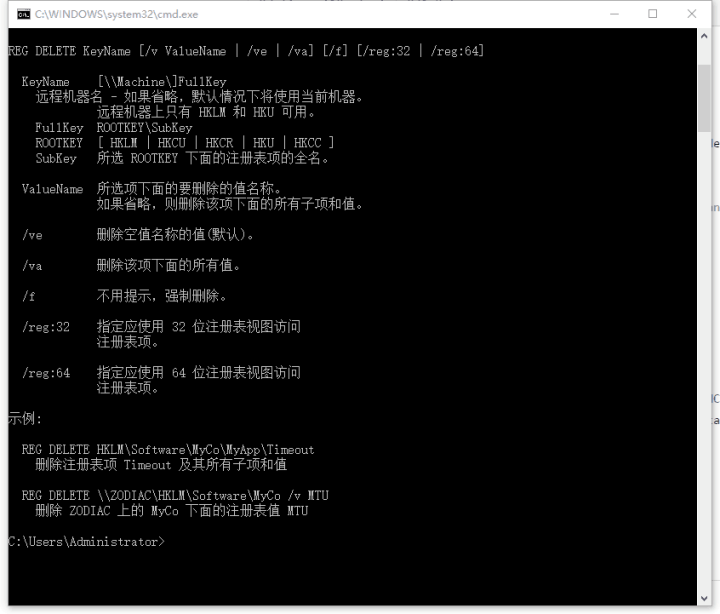 C:\WINDOWS\system32\cmd.exe
REG DELETE KeyName [/v ValueName | /ve | /va] [/f] [/reg:32 | /reg:64]
KeyName [\\Machine\]FullKey
远程机器名 - 如果省略，默认情况下将使用当前机器。
远程机器上只有 HKLM 和 HKU 可用。
FullKey ROOTKEY\SubKey
ROOTKEY [ HKLM | HKCU | HKCR | HKU | HKCC ]
SubKey 所选 ROOTKEY 下面的注册表项的全名。
ValueName 所选项下面的要删除的值名称。
如果省略，则删除该项下面的所有子项和值。
/ve 删除空值名称的值(默认)。
/va 删除该项下面的所有值。
/f 不用提示，强制删除。
/reg:32 指定应使用 32 位注册表视图访问
注册表项。
/reg:64 指定应使用 64 位注册表视图访问
注册表项。
示例:
REG DELETE HKLM\Software\MyCo\MyApp\Timeout
删除注册表项 Timeout 及其所有子项和值
REG DELETE \\ZODIAC\HKLM\Software\MyCo /v MTU
删除 ZODIAC 上的 MyCo 下面的注册表值 MTU
C:\Users\Administrator>